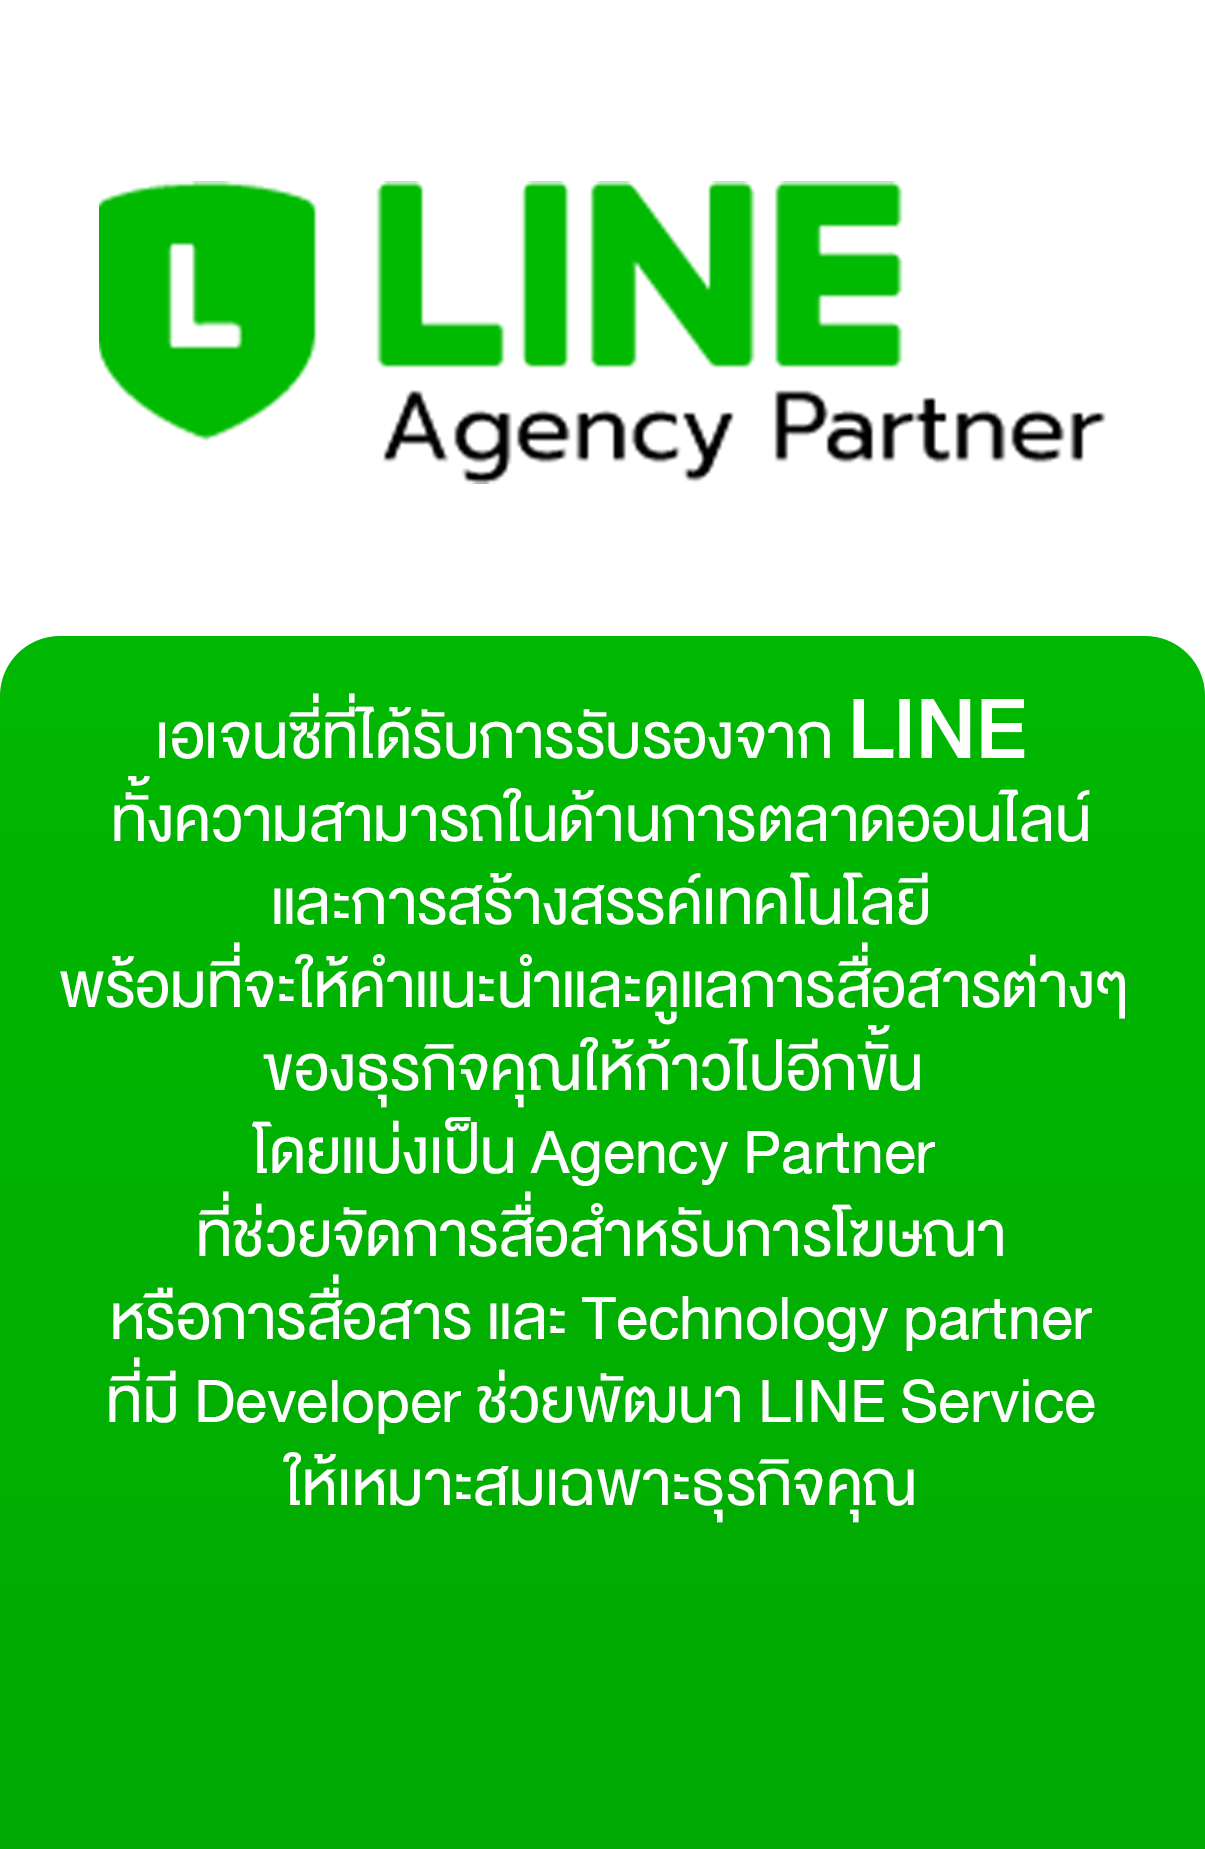 L
LINE
Agency Partner
เอเจนซี่ที่ได้รับการรับรองจาก LINE
ทั้งความสามารถในด้านการตลาดออนไลน์
และการสร้างสรรค์เทคโนโลยี
พร้อมที่จะให้คำแนะนำและดูแลการสื่อสารต่างๆ
ของธุรกิจคุณให้ก้าวไปอีกขั้น
โดยแบ่งเป็น Agency Partner
ที่ช่วยจัดการสื่อสำหรับการโฆษณา
หรือการสื่อสาร และ Technology partner
ที่มี Developer ช่วยพัฒนา LINE Service
ให้เหมาะสมเฉพาะธุรกิจคุณ